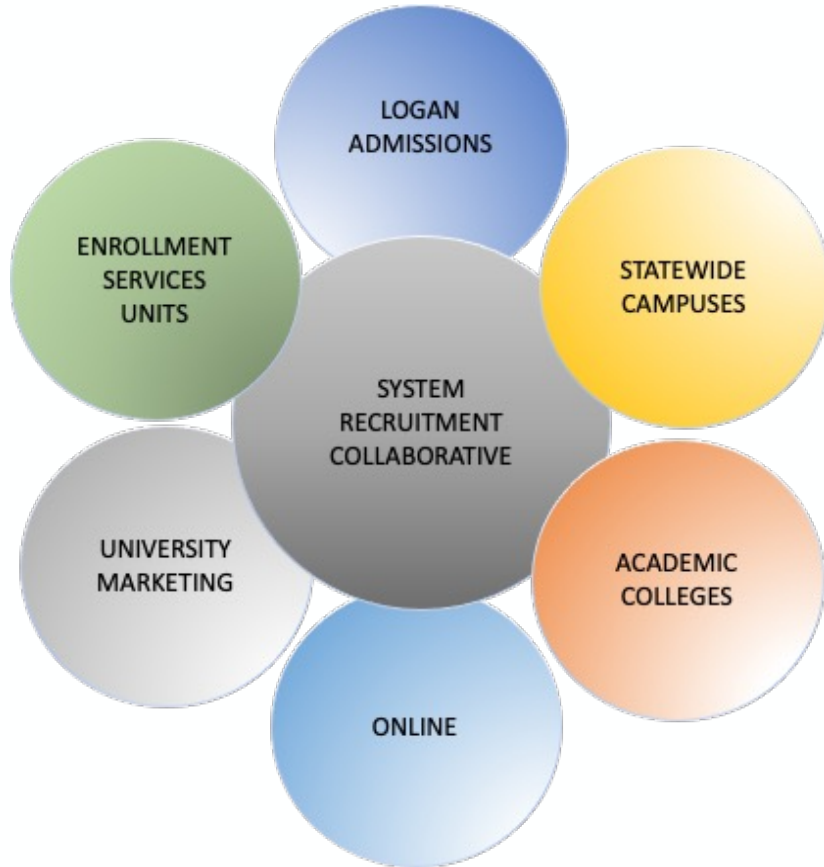 LOGAN
ADMISSIONS
ENROLLMENT
SERVICES
UNITS
STATEWIDE
CAMPUSES
SYSTEM
RECRUITMENT
COLLABORATIVE
UNIVERSITY
MARKETING
ACADEMIC
COLLEGES
ONLINE